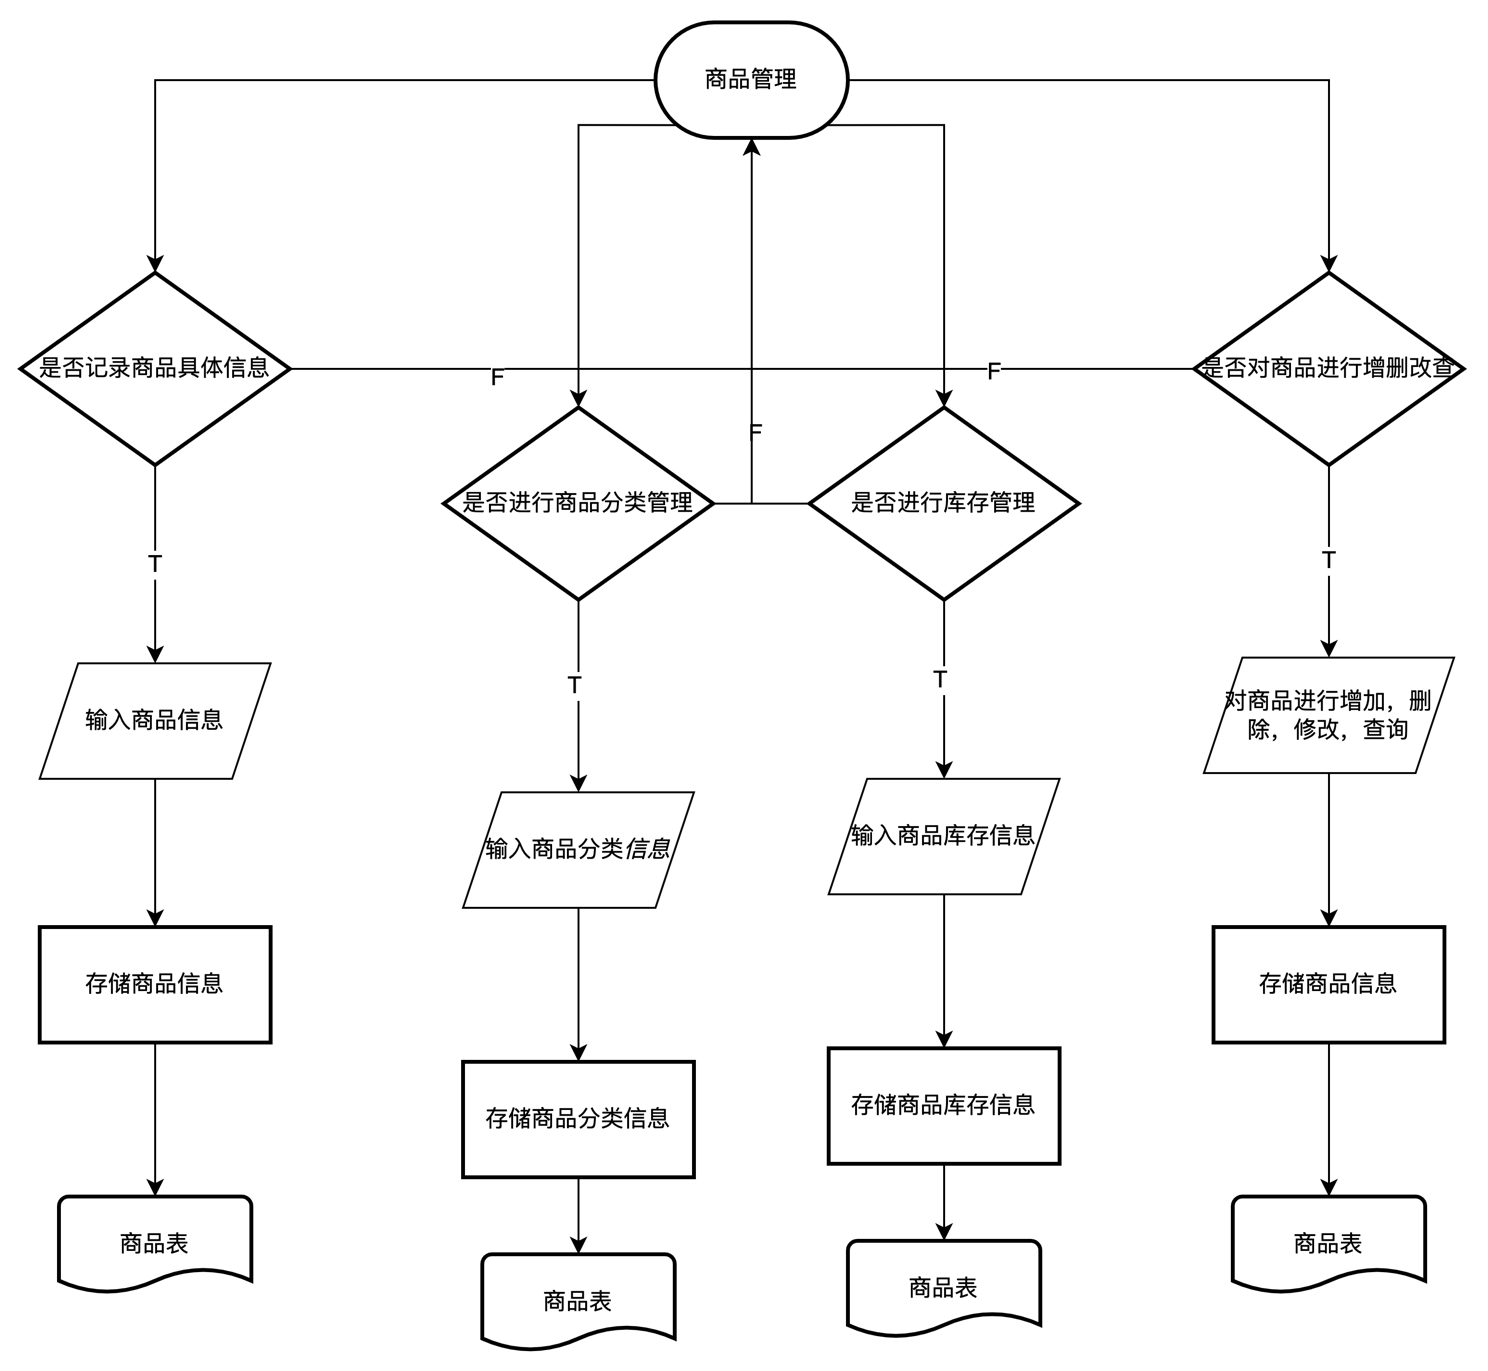 商品管理
是否记录商品具体信息
F
F
是否对商品进行增删改查
F
是否进行商品分类管理
是否进行库存管理
T
T
T
T
输入商品信息
对商品进行增加，删
除，修改，查询
输入商品分类信息
输入商品库存信息
存储商品信息
存储商品信息
存储商品分类信息
存储商品库存信息
商品表
商品表
商品表
商品表